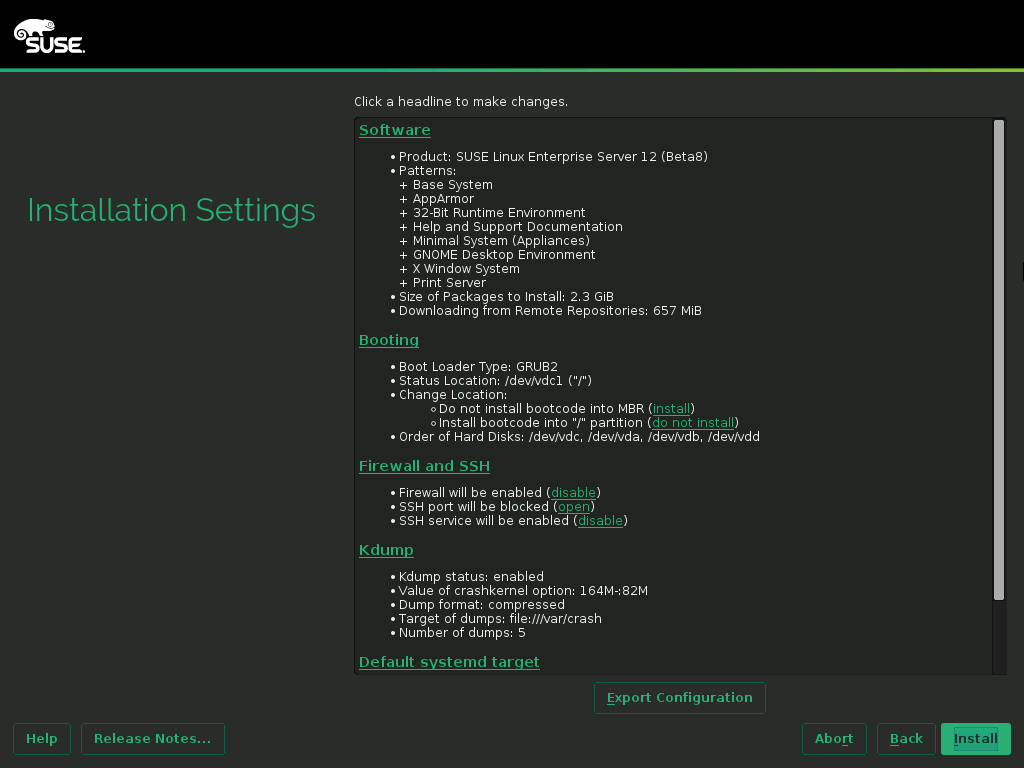 SUSE
Click a headline to make changes.
Installation Settings
Software
• Product: SUSE Linux Enterprise Server 12 (Beta8)
• Patterns:
+ Base System
+ AppArmor
+ 32-Bit Runtime Environment
+ Help and Support Documentation
+ Minimal System (Appliances)
+ GNOME Desktop Environment
+ X Window System
+ Print Server
• Size of Packages to Install: 2.3 GiB
• Downloading from Remote Repositories: 657 MiB
Booting
• Boot Loader Type: GRUB2
• Status Location: /dev/vdc1 ("/")
• Change Location:
◦ Do not install bootcode into MBR (install)
◦ Install bootcode into "/" partition (do not install)
• Order of Hard Disks: /dev/vdc, /dev/vda, /dev/vdb, /dev/vdd
Firewall and SSH
• Firewall will be enabled (disable)
• SSH port will be blocked (open)
• SSH service will be enabled (disable)
Kdump
• Kdump status: enabled
• Value of crashkernel option: 164M-:82M
• Dump format: compressed
• Target of dumps: file:///var/crash
• Number of dumps: 5
Default systemd target
Export Configuration
Help
Release Notes...
Abort
Back
Install